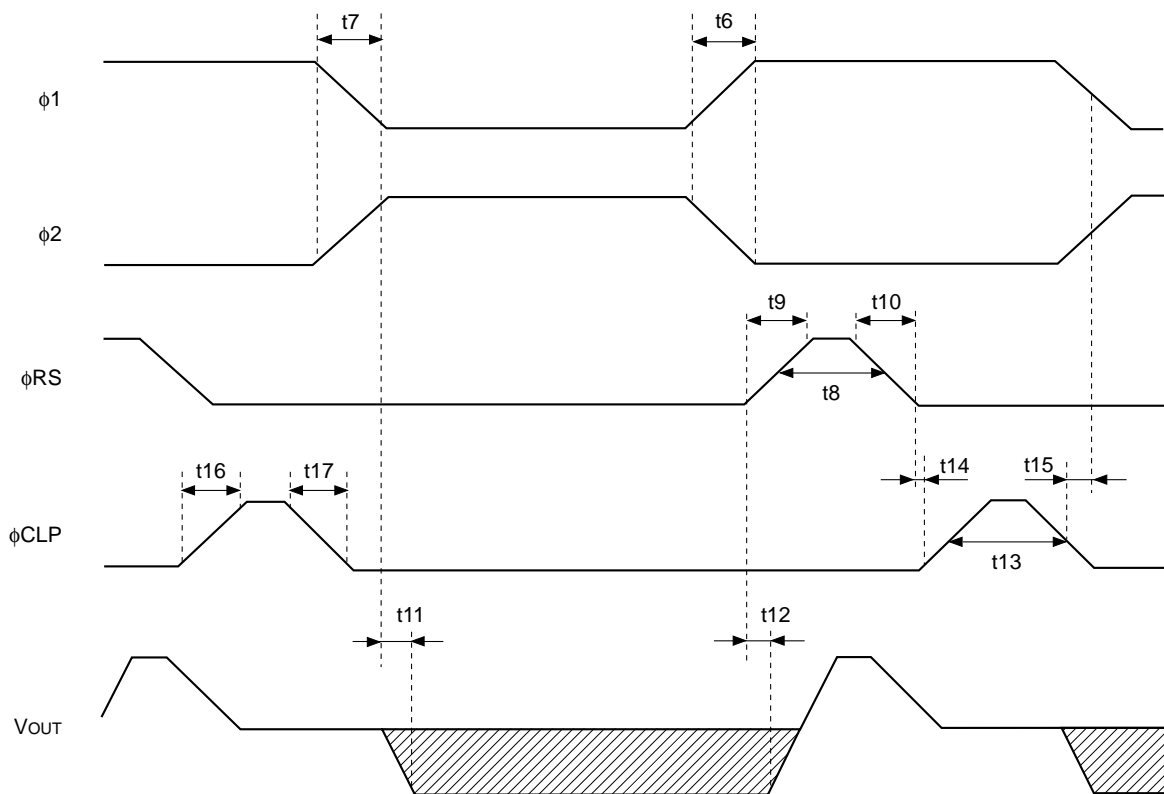 t7 t6
ϕ1
ϕ2
t9 t10
ϕRS
t8
t16 t17 t14 t15
ϕCLP
t13
t11 t12
VOUT